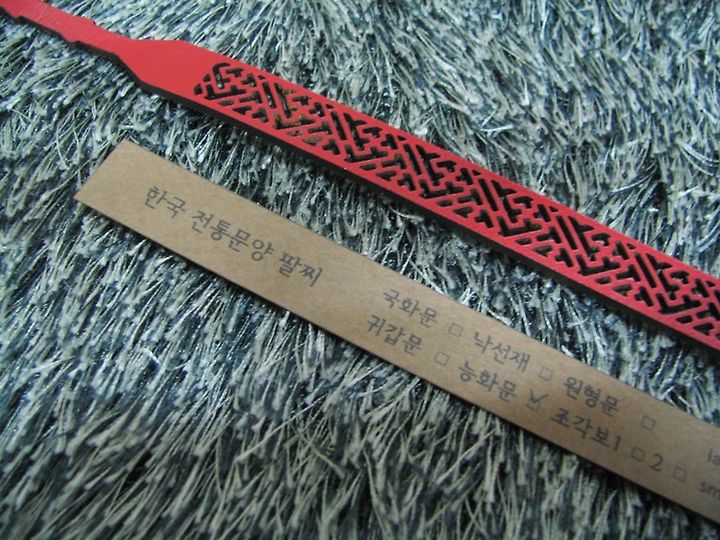 한국 전통문양 팔찌
국화문 □ 낙선재 □ 원형문 □
귀갑문 □ 능화문 ☑ 조각보1 □ 2 □